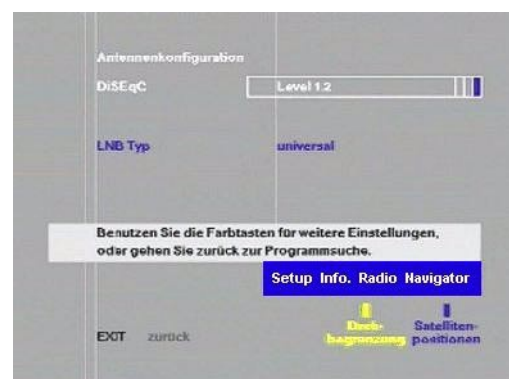 Antennenkonfiguration
DiSEqC Level 1.2
LNB Typ universal
Benutzen Sie die Farbtasten für weitere Einstellungen,
oder gehen Sie zurück zur Programmsuche.
Setup Info. Radio Navigator
EXIT zurück
Dreh-
begrenzung
Satelliten-
positionen